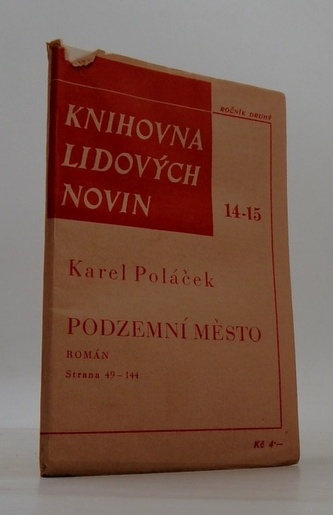 ROČNÍK DRUHÝ
KNIHOVNA
LIDOVÝCH
NOVIN
14-15
Karel Poláček
PODZEMNÍ MĚSTO
ROMÁN
Strana 49-144
Kč 4—